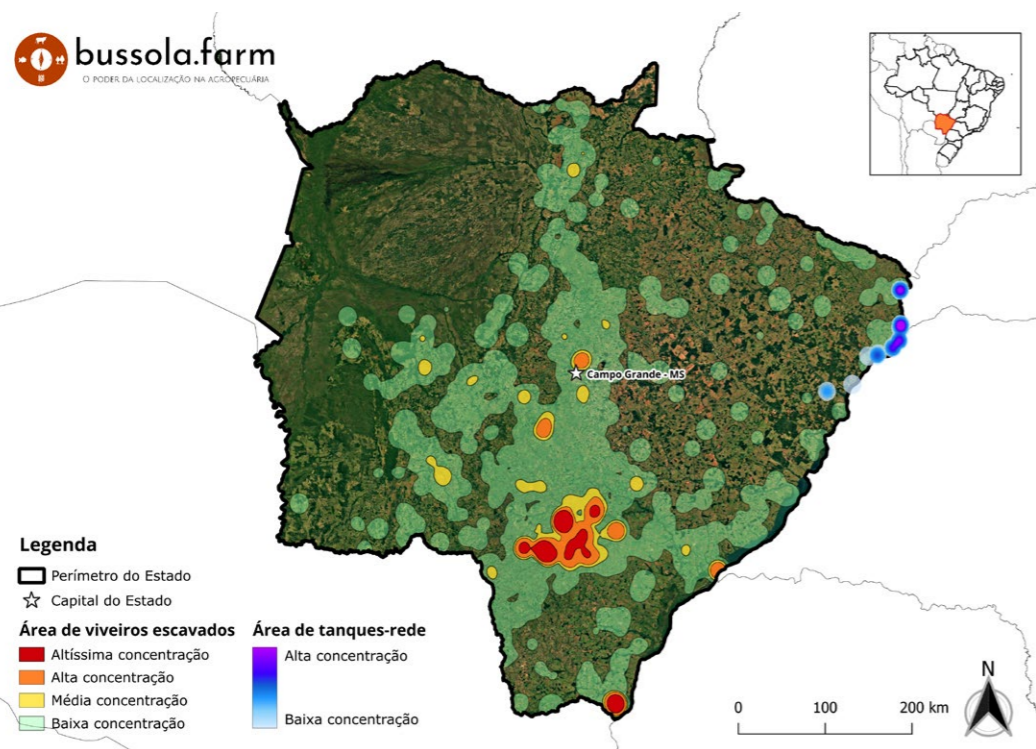 bussola.farm
O PODER DA LOCALIZAÇÃO NA AGROPECUÁRIA
Campo Grande - MS
Legenda
Perímetro do Estado
Capital do Estado
Área de viveiros escavados
Altíssima concentração
Alta concentração
Média concentração
Baixa concentração
Área de tanques-rede
Alta concentração
Baixa concentração
0 100 200 km
N